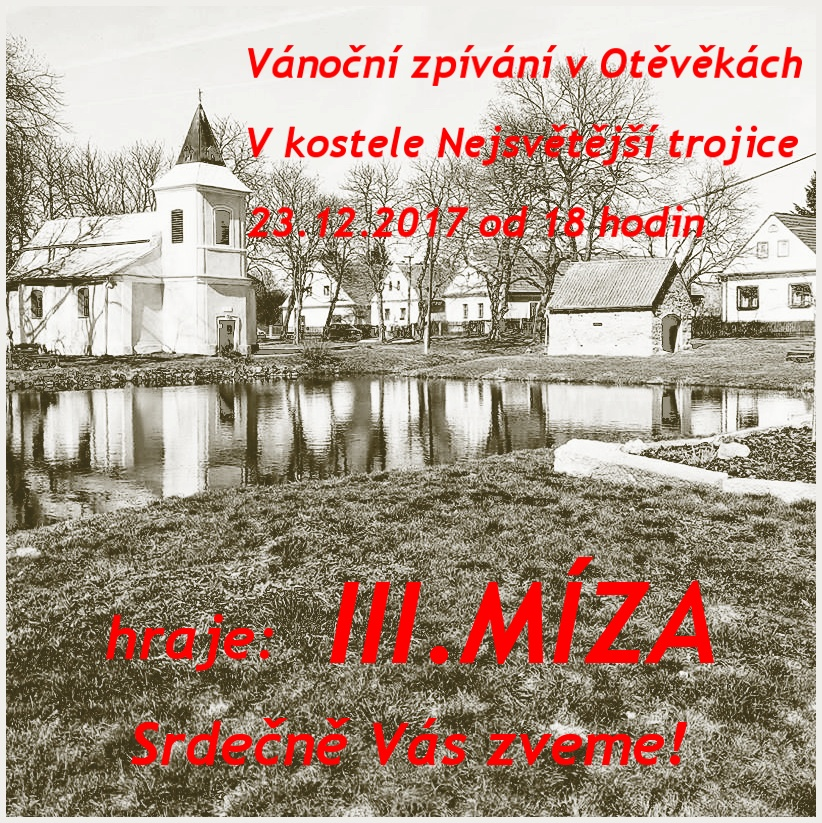 Vánoční zpívání v Otěvěkách
V kostele Nejsvětější trojice
23.12.2017 od 18 hodin
hraje: III.MÍZA
Srdečně Vás zveme!